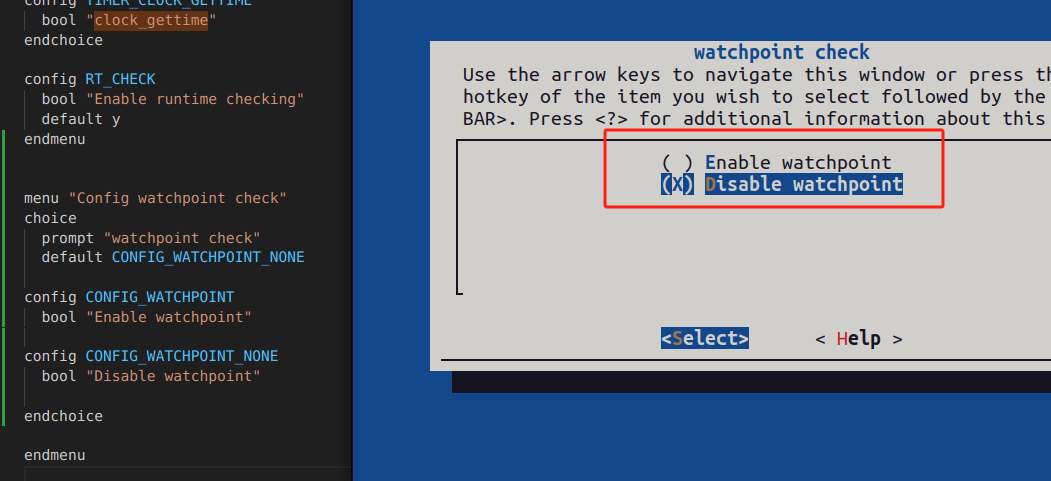 config TIMER_CLOCK_GETTIME
bool "clock_gettime"
endchoice
config RT_CHECK
bool "Enable runtime checking"
default y
endmenu
menu "Config watchpoint check"
choice
prompt "watchpoint check"
default CONFIG_WATCHPOINT_NONE
config CONFIG_WATCHPOINT
bool "Enable watchpoint"
config CONFIG_WATCHPOINT_NONE
bool "Disable watchpoint"
endchoice
endmenu
watchpoint check
Use the arrow keys to navigate this window or press th
hotkey of the item you wish to select followed by the
BAR>. Press <?> for additional information about this
( ) Enable watchpoint
(X) Disable watchpoint
<Select> < Help >